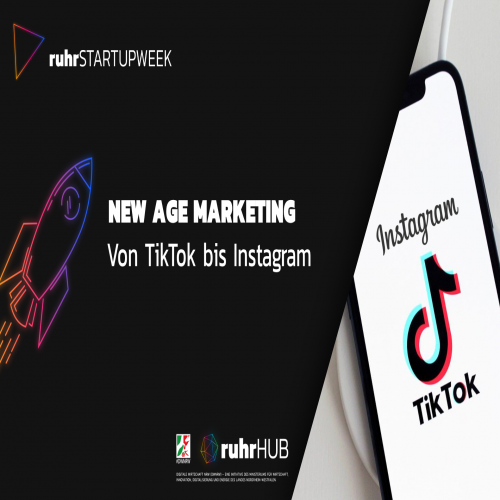 ruhrSTARTUPWEEK
NEW AGE MARKETING
Von TikTok bis Instagram
Instagram
TikTok
ruhrHUB